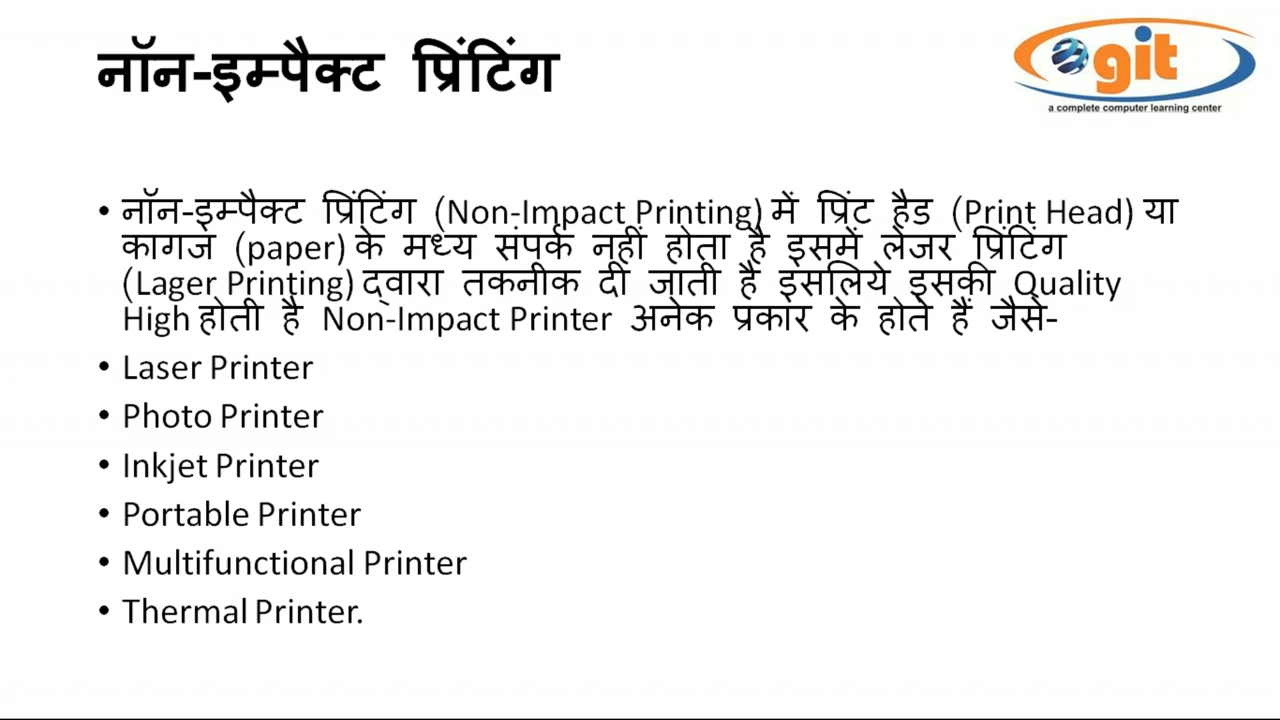 नॉन-इम्पैक्ट प्रिंटिंग
egit
a complete computer learning center
• नॉन-इम्पैक्ट प्रिंटिंग (Non-Impact Printing) में प्रिंट हैड (Print Head) या
कागज (paper) के मध्य संपर्क नहीं होता है इसमें लेजर प्रिंटिंग
(Lager Printing) द्वारा तकनीक दी जाती है इसलिये इसकी Quality
High होती है Non-Impact Printer अनेक प्रकार के होते हैं जैसे-
• Laser Printer
• Photo Printer
• Inkjet Printer
• Portable Printer
• Multifunctional Printer
• Thermal Printer.